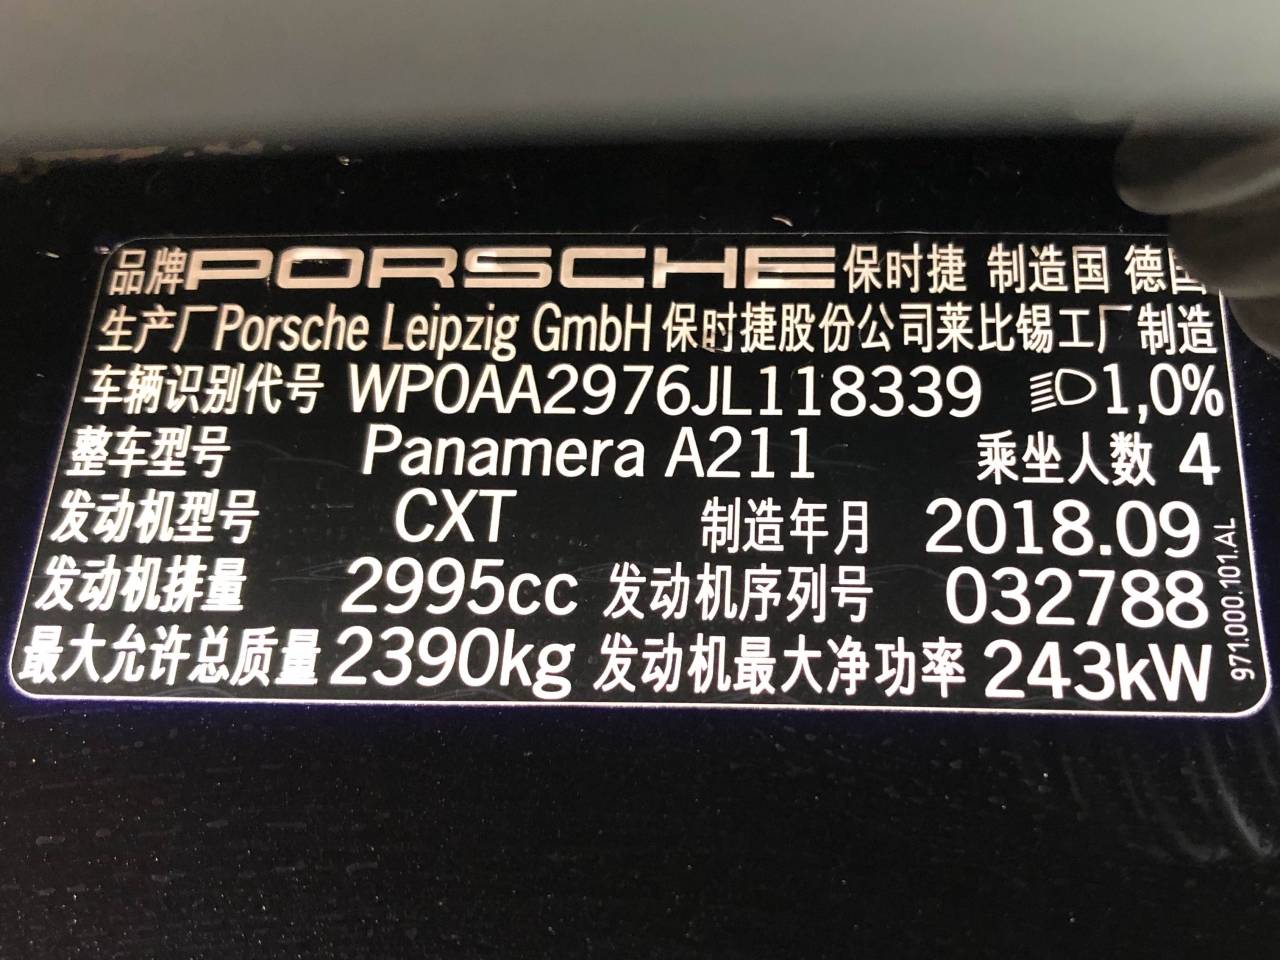 品牌PORSCHE保时捷 制造国 德国
生产厂Porsche Leipzig GmbH 保时捷股份公司莱比锡工厂制造
车辆识别代号 WP0AA2976JL118339 1,0%
整车型号 Panamera A211 乘坐人数 4
发动机型号 CXT 制造年月 2018.09
发动机排量 2995cc 发动机序列号 032788
最大允许总质量 2390kg 发动机最大净功率 243kW
971.000.101.AL